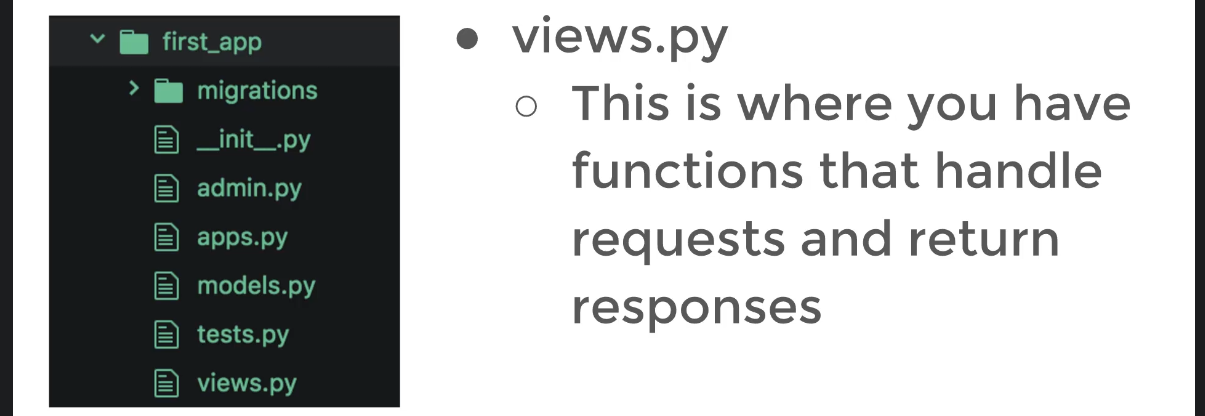 first_app
migrations
__init__.py
admin.py
apps.py
models.py
tests.py
views.py
● views.py
○ This is where you have
functions that handle
requests and return
responses